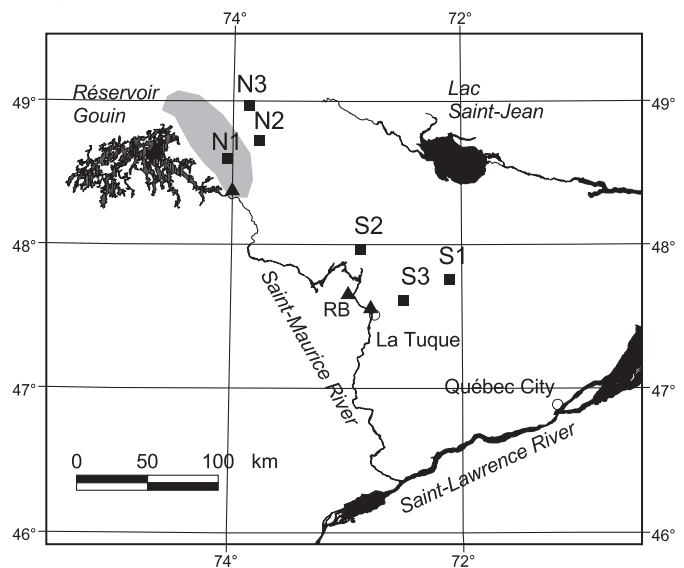 74°
72°
Réservoir
Gouin
Lac
Saint-Jean
49°
49°
N3
N2
N1
48°
48°
S2
S1
S3
RB
La Tuque
Saint-Maurice River
47°
47°
Québec City
0 50 100 km
Saint-Lawrence River
46°
46°
74°
72°